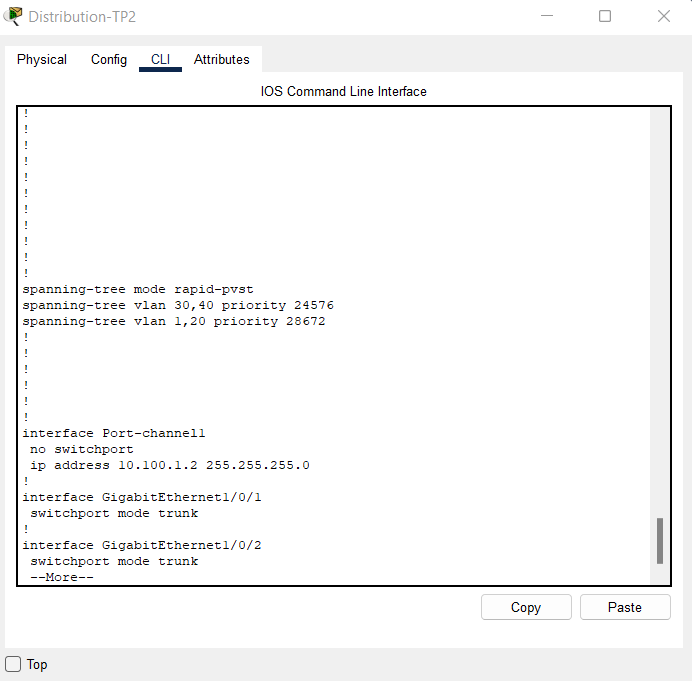 Distribution-TP2
Physical Config CLI Attributes
IOS Command Line Interface
!
!
!
!
!
!
!
!
!
!
!
spanning-tree mode rapid-pvst
spanning-tree vlan 30,40 priority 24576
spanning-tree vlan 1,20 priority 28672
!
!
!
!
!
!
interface Port-channel1
no switchport
ip address 10.100.1.2 255.255.255.0
!
interface GigabitEthernet1/0/1
switchport mode trunk
!
interface GigabitEthernet1/0/2
switchport mode trunk
--More--
Copy Paste
Top